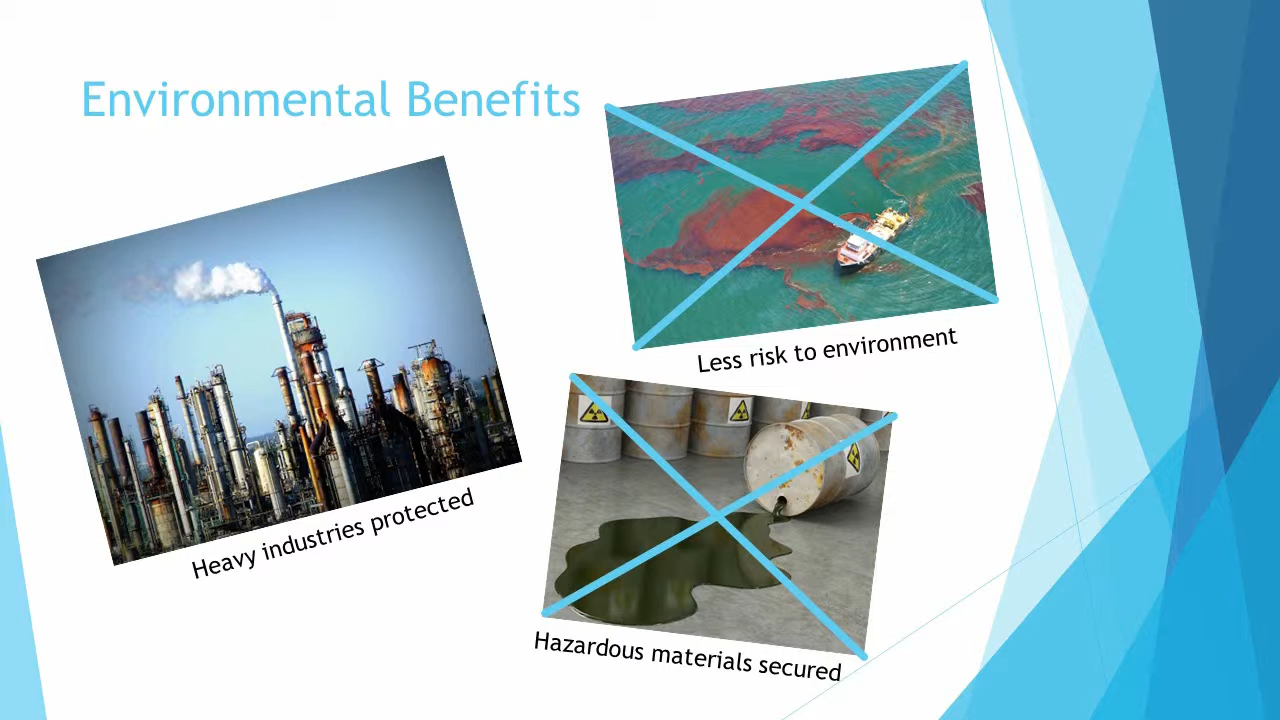 Environmental Benefits
Less risk to environment
Heavy industries protected
Hazardous materials secured